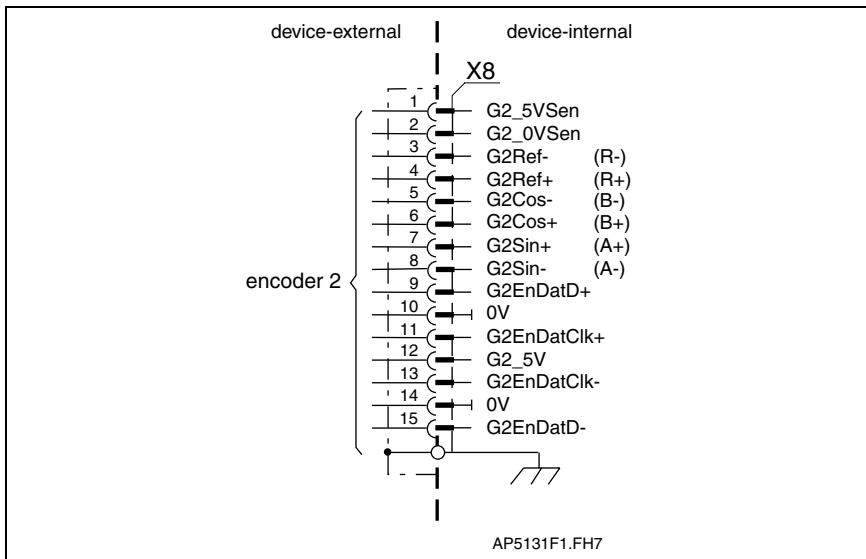 device-external device-internal
X8
1 G2_5VSen
2 G2_0VSen
3 G2Ref- (R-)
4 G2Ref+ (R+)
5 G2Cos- (B-)
6 G2Cos+ (B+)
7 G2Sin+ (A+)
8 G2Sin- (A-)
encoder 2
9 G2EnDatD+
10 0V
11 G2EnDatClk+
12 G2_5V
13 G2EnDatClk-
14 0V
15 G2EnDatD-
AP5131F1.FH7